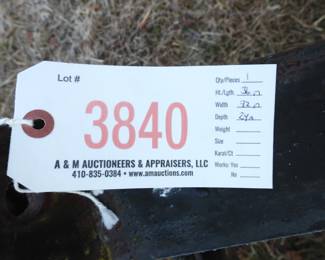 Lot #
3840
A & M AUCTIONEERS & APPRAISERS, LLC
410-835-0384 • www.amauctions.com
Qty/Pieces 1
Ht./Lgth 36 in
Width 92 in
Depth 24 in
Weight
Size
Karat/Ct
Works: Yes
No